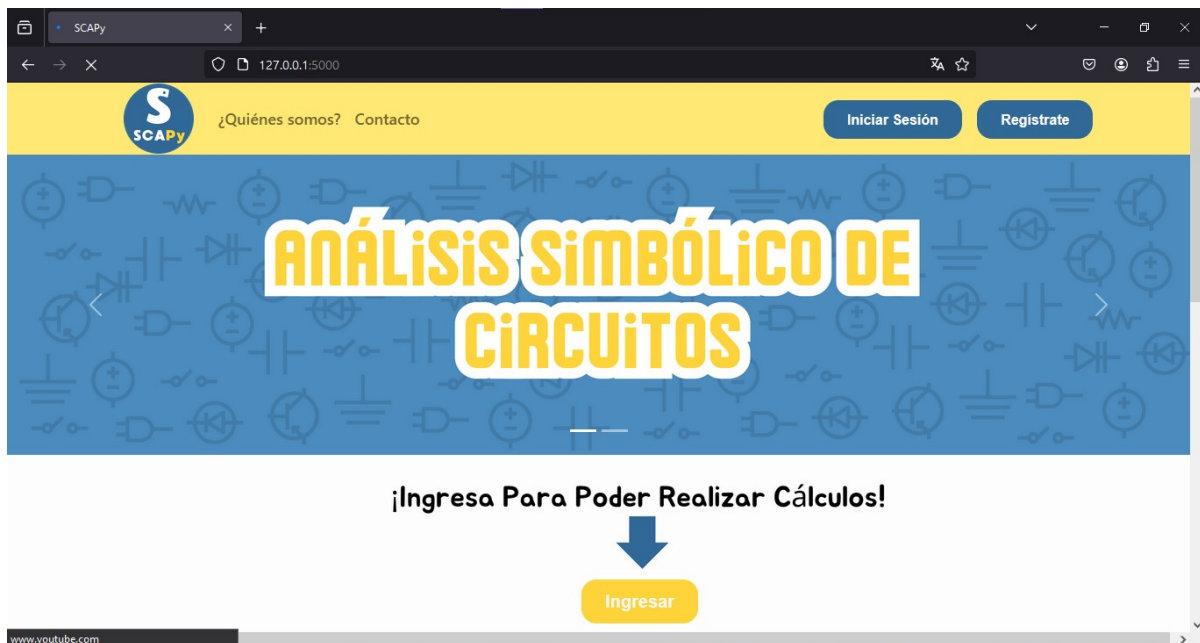 SCAPy
127.0.0.1:5000
SCAPy
¿Quiénes somos? Contacto
Iniciar Sesión
Regístrate
ANÁLISIS SIMBÓLICO DE
CIRCUITOS
¡Ingresa Para Poder Realizar Cálculos!
Ingresar
www.youtube.com